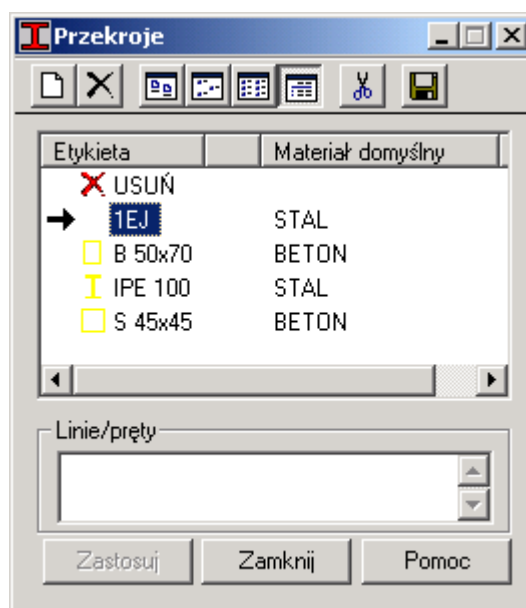 Przekroje
Etykieta Materiał domyślny
USUŃ
1EJ STAL
B 50x70 BETON
IPE 100 STAL
S 45x45 BETON
Linie/pręty
Zastosuj Zamknij Pomoc